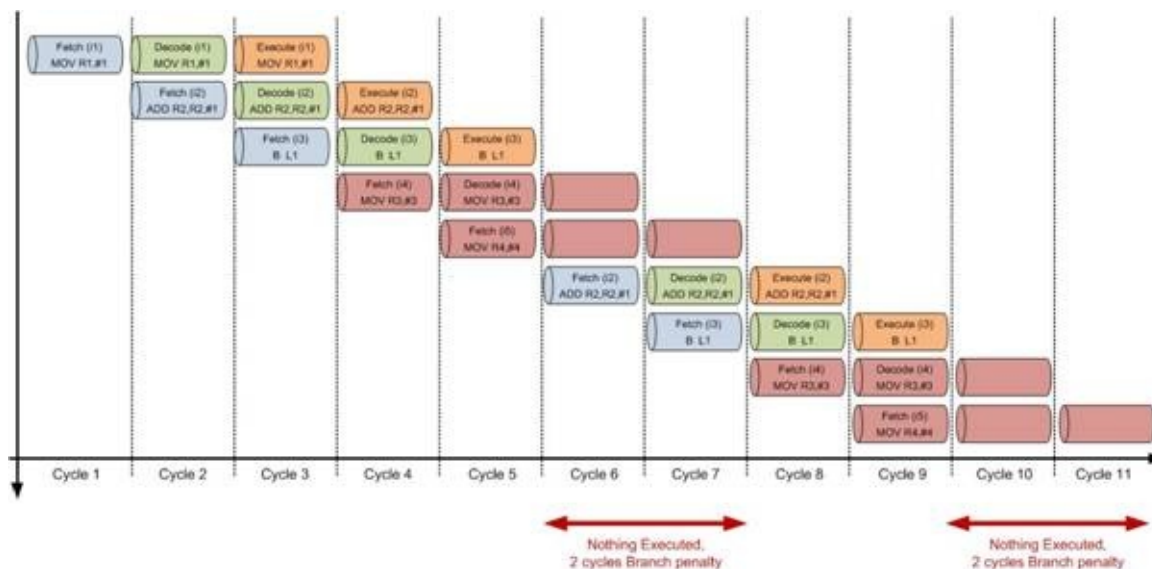 Fetch (i1)
MOV R1,#1
Decode (i1)
MOV R1,#1
Execute (i1)
MOV R1,#1
Fetch (i2)
ADD R2,R2,#1
Decode (i2)
ADD R2,R2,#1
Execute (i2)
ADD R2,R2,#1
Fetch (i3)
B L1
Decode (i3)
B L1
Execute (i3)
B L1
Fetch (i4)
MOV R3,#3
Decode (i4)
MOV R3,#3
Fetch (i5)
MOV R4,#4
Fetch (i2)
ADD R2,R2,#1
Decode (i2)
ADD R2,R2,#1
Execute (i2)
ADD R2,R2,#1
Fetch (i3)
B L1
Decode (i3)
B L1
Execute (i3)
B L1
Fetch (i4)
MOV R3,#3
Decode (i4)
MOV R3,#3
Fetch (i5)
MOV R4,#4
Cycle 1
Cycle 2
Cycle 3
Cycle 4
Cycle 5
Cycle 6
Cycle 7
Cycle 8
Cycle 9
Cycle 10
Cycle 11
Nothing Executed,
2 cycles Branch penalty
Nothing Executed,
2 cycles Branch penalty